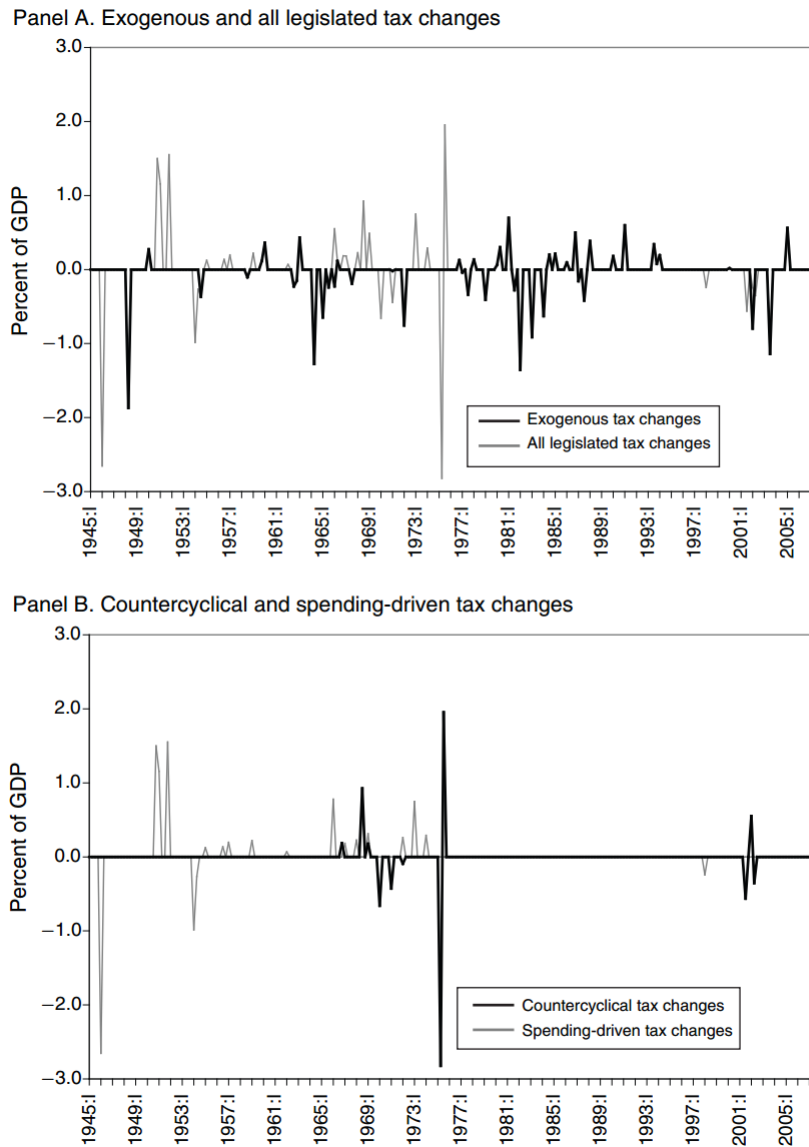 Panel A. Exogenous and all legislated tax changes
3.0
2.0
1.0
0.0
−1.0
−2.0
−3.0
Percent of GDP
Exogenous tax changes
All legislated tax changes
1945:I
1949:I
1953:I
1957:I
1961:I
1965:I
1969:I
1973:I
1977:I
1981:I
1985:I
1989:I
1993:I
1997:I
2001:I
2005:I
Panel B. Countercyclical and spending-driven tax changes
3.0
2.0
1.0
0.0
−1.0
−2.0
−3.0
Percent of GDP
Countercyclical tax changes
Spending-driven tax changes
1945:I
1949:I
1953:I
1957:I
1961:I
1965:I
1969:I
1973:I
1977:I
1981:I
1985:I
1989:I
1993:I
1997:I
2001:I
2005:I